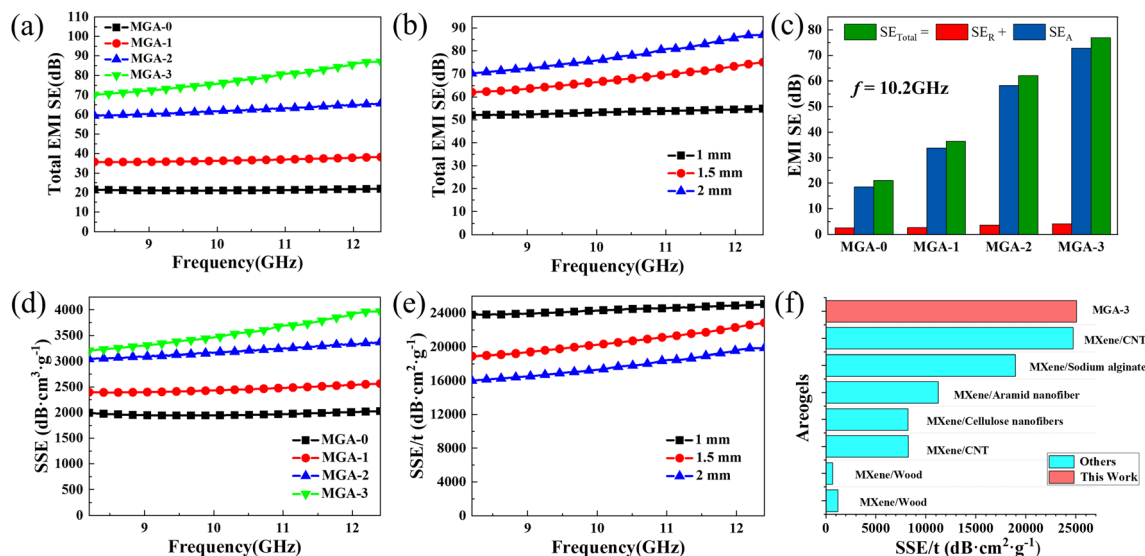 (a)
110
100
90
80
70
60
50
40
30
20
10
0
Total EMI SE(dB)
MGA-0
MGA-1
MGA-2
MGA-3
9 10 11 12
Frequency(GHz)
(b)
90
80
70
60
50
40
30
20
10
0
Total EMI SE(dB)
1 mm
1.5 mm
2 mm
9 10 11 12
Frequency(GHz)
(c)
80
70
60
50
40
30
20
10
0
EMI SE (dB)
SETotal = SER + SEA
f = 10.2GHz
MGA-0 MGA-1 MGA-2 MGA-3
(d)
4000
3500
3000
2500
2000
1500
1000
500
0
SSE (dB·cm³·g⁻¹)
MGA-0
MGA-1
MGA-2
MGA-3
9 10 11 12
Frequency(GHz)
(e)
24000
20000
16000
12000
8000
4000
0
SSE/t (dB·cm²·g⁻¹)
1 mm
1.5 mm
2 mm
9 10 11 12
Frequency(GHz)
(f)
Areogels
MGA-3
MXene/CNT
MXene/Sodium alginate
MXene/Aramid nanofiber
MXene/Cellulose nanofibers
MXene/CNT
MXene/Wood
MXene/Wood
Others
This Work
0 5000 10000 15000 20000 25000
SSE/t (dB·cm²·g⁻¹)